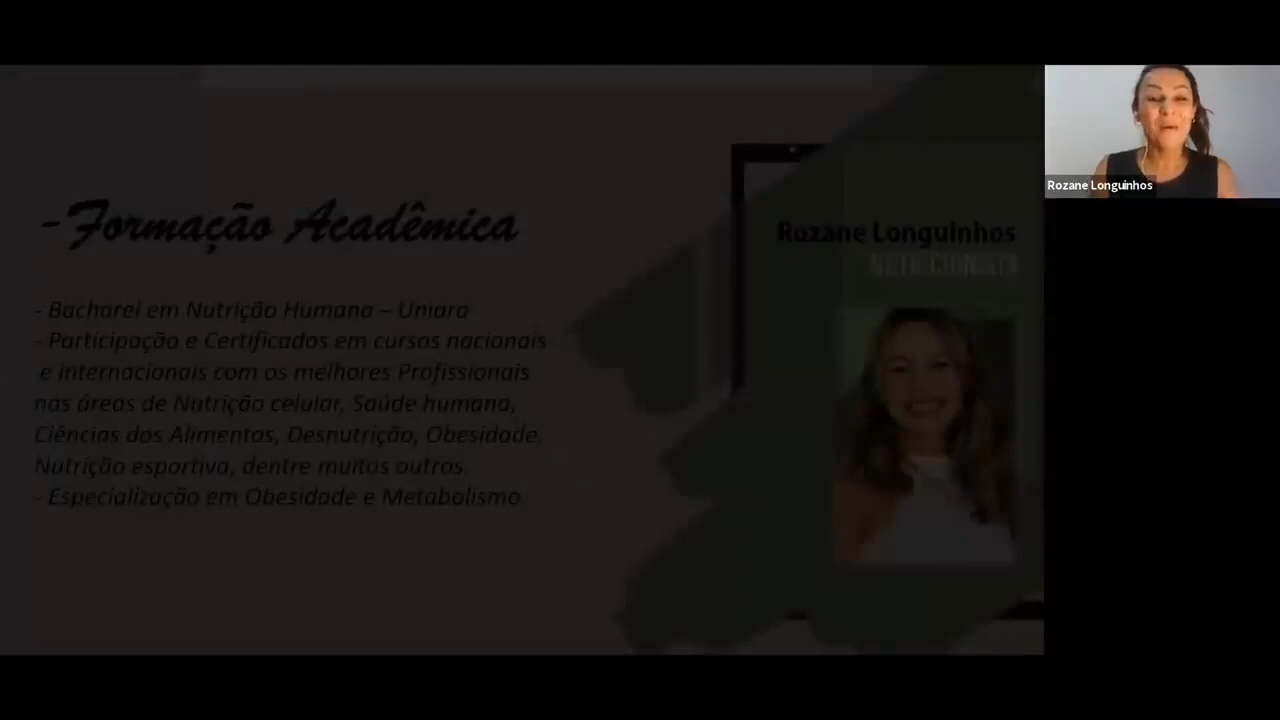 -Formação Acadêmica
- Bacharel em Nutrição Humana – Uniara
- Participação e Certificados em cursos nacionais
e internacionais com os melhores Profissionais
nas áreas de Nutrição celular, Saúde humana,
Ciências dos Alimentos, Desnutrição, Obesidade,
Nutrição esportiva, dentre muitos outros.
- Especialização em Obesidade e Metabolismo
Rozane Longuinhos
NUTRICIONISTA
Rozane Longuinhos